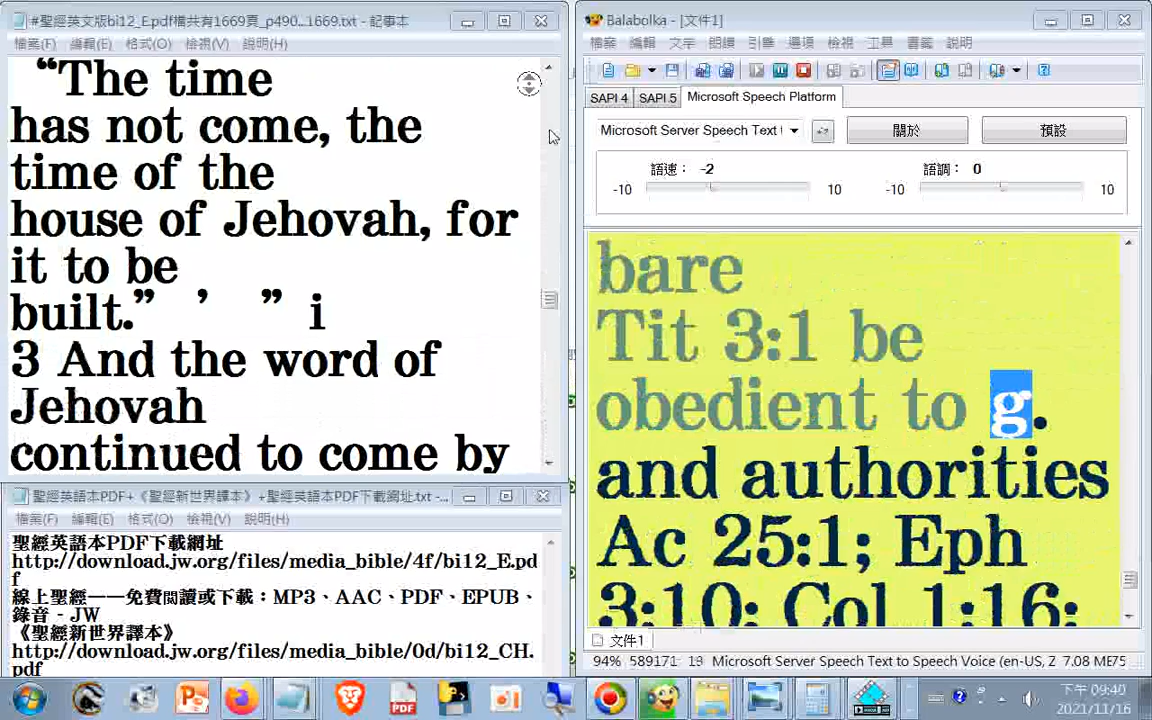 #聖經英文版bi12_E.pdf檔共有1669頁_p490...1669.txt - 記事本
檔案(F) 編輯(E) 格式(O) 檢視(V) 說明(H)
“The time
has not come, the
time of the
house of Jehovah, for
it to be
built.” ’ ” i
3 And the word of
Jehovah
continued to come by
聖經英語本PDF+《聖經新世界譯本》+聖經英語本PDF下載網址.txt -...
檔案(F) 編輯(E) 格式(O) 檢視(V) 說明(H)
聖經英語本PDF下載網址
http://download.jw.org/files/media_bible/4f/bi12_E.pd
f
線上聖經——免費閱讀或下載：MP3、AAC、PDF、EPUB、
錄音 - JW
《聖經新世界譯本》
http://download.jw.org/files/media_bible/0d/bi12_CH.
pdf
Balabolka - [文件1]
檔案 編輯 文字 朗讀 引擎 選項 檢視 工具 書籤 說明
SAPI 4 SAPI 5 Microsoft Speech Platform
Microsoft Server Speech Text
關於 預設
語速： -2 語調： 0
-10 10 -10 10
bare
Tit 3:1 be
obedient to g.
and authorities
Ac 25:1; Eph
3:10; Col 1:16;
文件1
94% 589171 Microsoft Server Speech Text to Speech Voice (en-US, Z 7.08 ME75
下午 09:40
2021/11/16